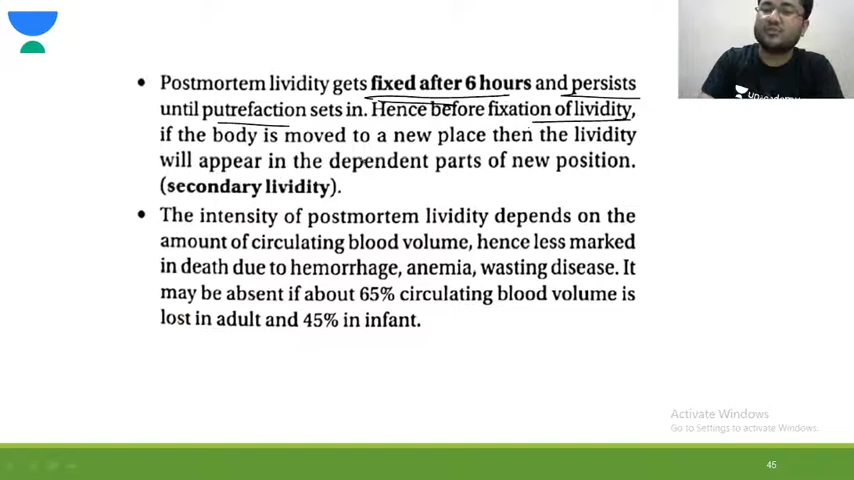 Postmortem lividity gets fixed after 6 hours and persists
until putrefaction sets in. Hence before fixation of lividity,
if the body is moved to a new place then the lividity
will appear in the dependent parts of new position.
(secondary lividity).
The intensity of postmortem lividity depends on the
amount of circulating blood volume, hence less marked
in death due to hemorrhage, anemia, wasting disease. It
may be absent if about 65% circulating blood volume is
lost in adult and 45% in infant.
Activate Windows
Go to Settings to activate Windows.
45